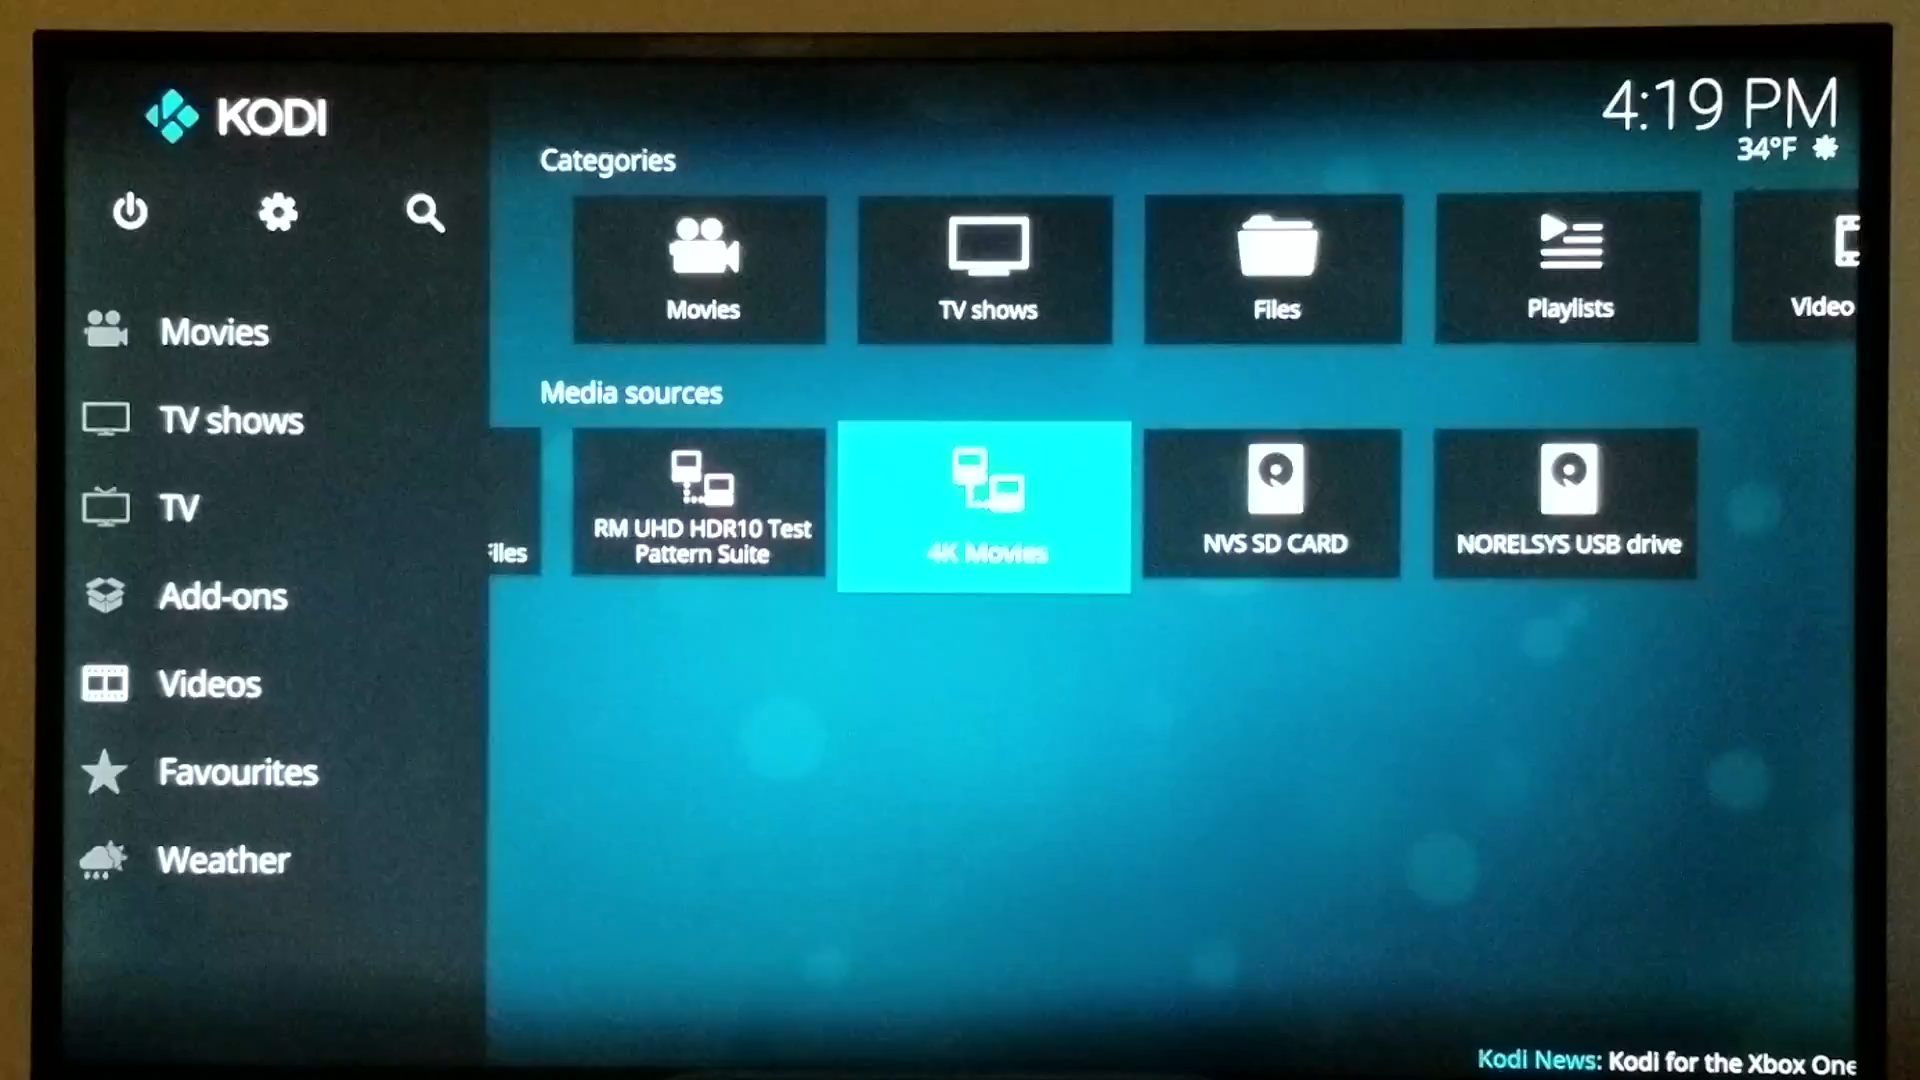 KODI
4:19 PM
34°F
Categories
Movies
TV shows
Files
Playlists
Video
Movies
TV shows
TV
Add-ons
Videos
Favourites
Weather
Media sources
Files
RM UHD HDR10 Test
Pattern Suite
4K Movies
NVS SD CARD
NORELSYS USB drive
Kodi News: Kodi for the Xbox One